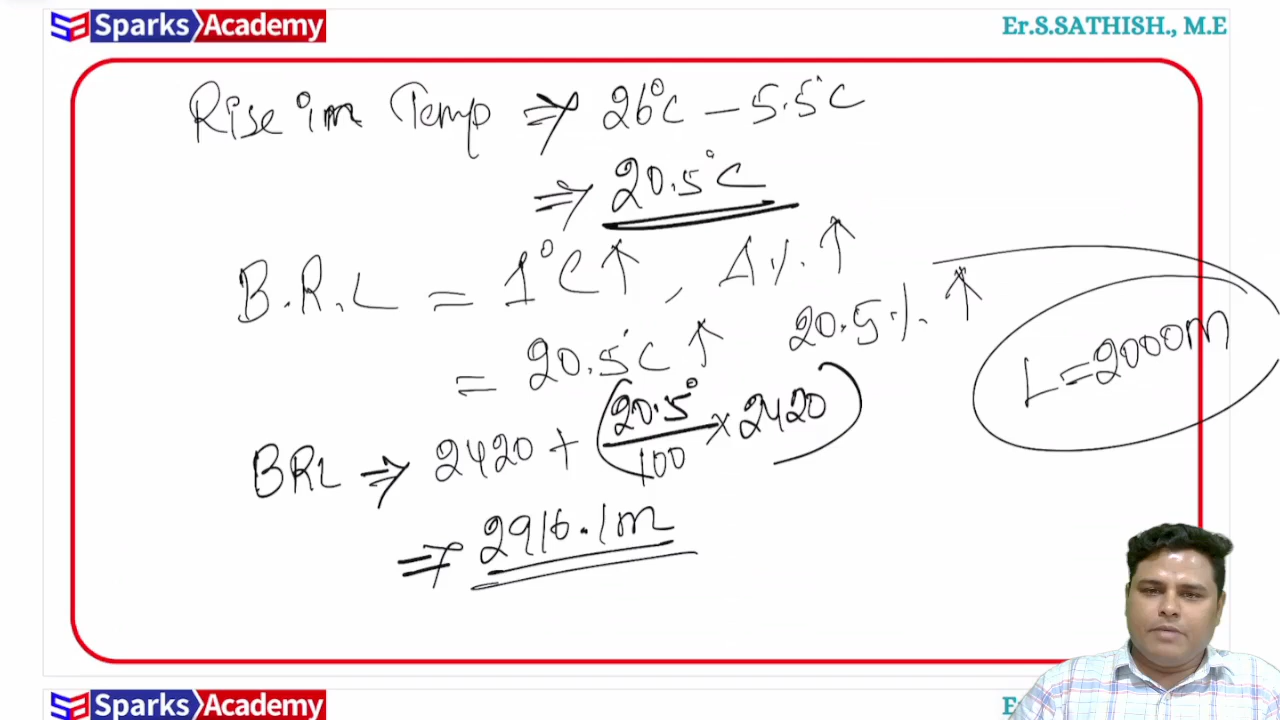 Sparks Academy
Er.S.SATHISH., M.E
Rise in Temp ⇒ 26°C – 5.5°C
⇒ 20.5°C
B.R.L = 1°C↑, 1%.↑
= 20.5°C ↑ 20.5%.↑
L=2000m
BRL ⇒ 2420 + (20.5°/100 × 2420)
⇒ 2916.1m
Sparks Academy
E